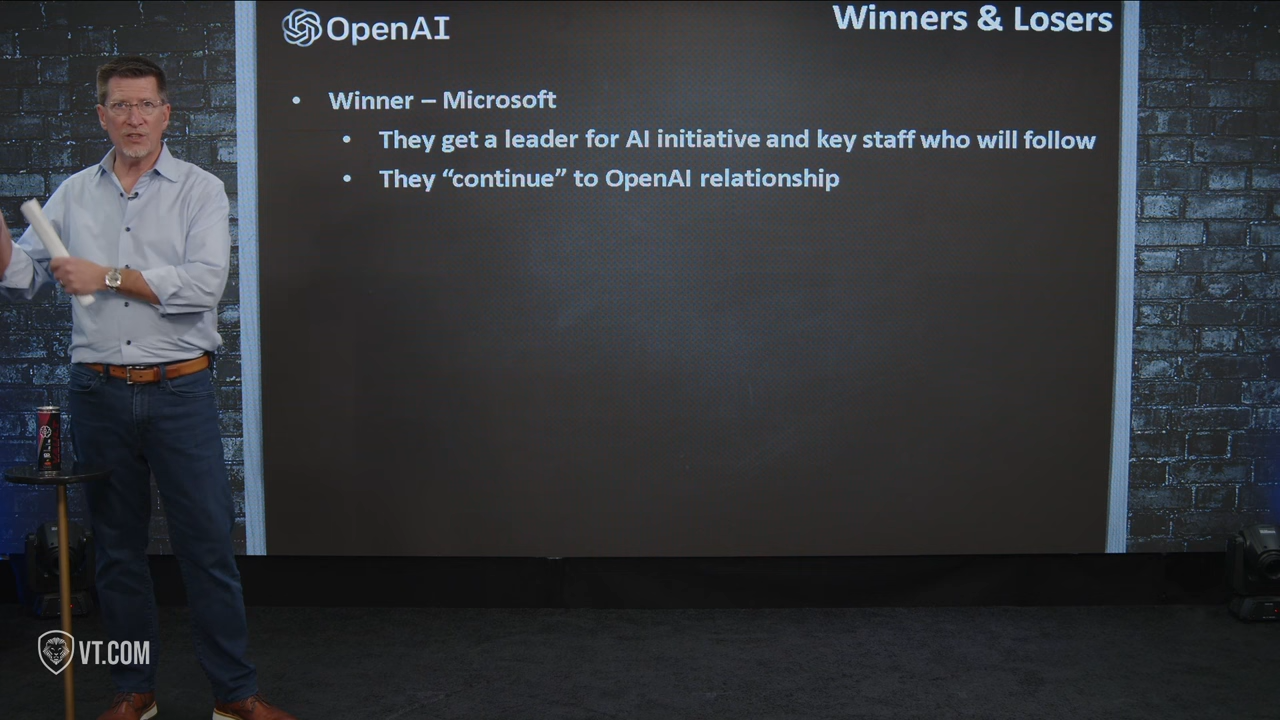 OpenAI
Winners & Losers
• Winner – Microsoft
• They get a leader for AI initiative and key staff who will follow
• They “continue” to OpenAI relationship
VT.COM